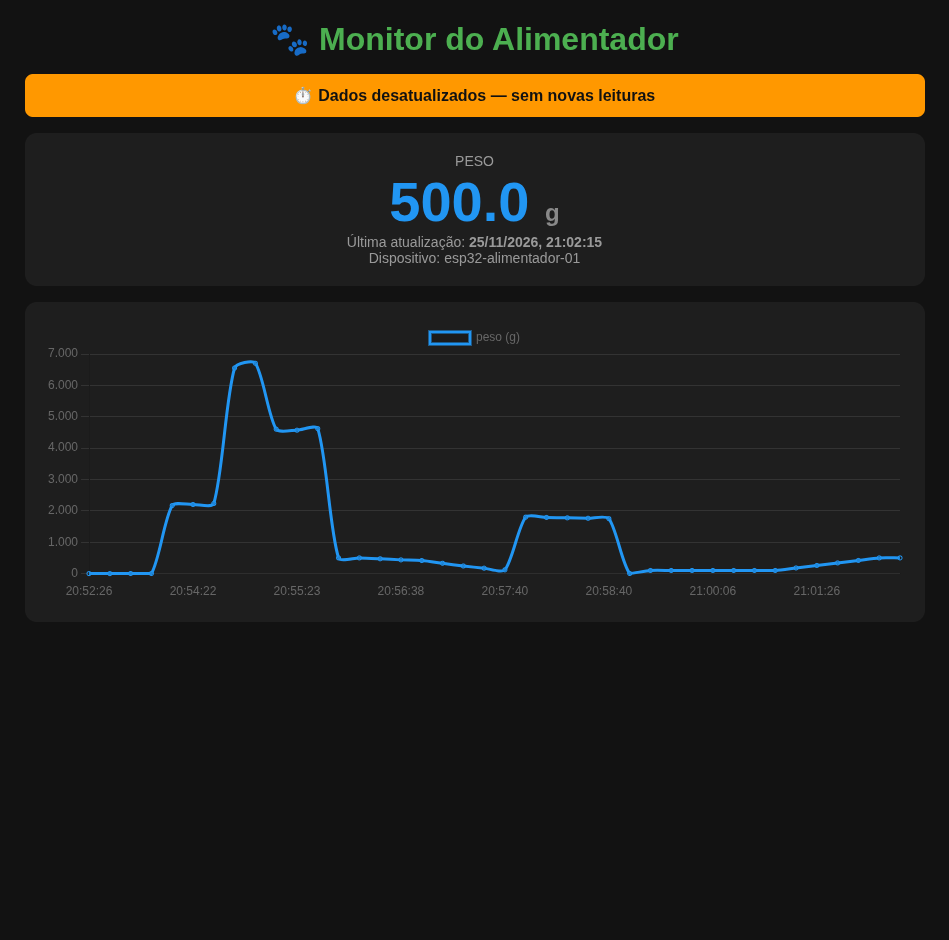 🐾 Monitor do Alimentador
⏱️ Dados desatualizados — sem novas leituras
PESO
500.0 g
Última atualização: 25/11/2026, 21:02:15
Dispositivo: esp32-alimentador-01
peso (g)
7.000
6.000
5.000
4.000
3.000
2.000
1.000
0
20:52:26 20:54:22 20:55:23 20:56:38 20:57:40 20:58:40 21:00:06 21:01:26